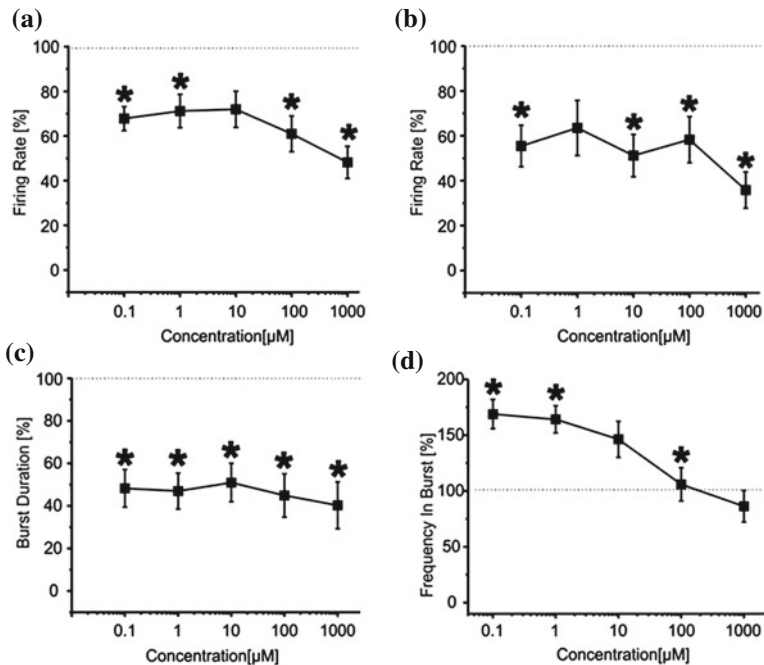 (a)
Firing Rate [%]
100
80
60
40
20
0
* * * *
0.1 1 10 100 1000
Concentration[µM]
(b)
Firing Rate [%]
100
80
60
40
20
0
* * * *
0.1 1 10 100 1000
Concentration[µM]
(c)
Burst Duration [%]
100
80
60
40
20
0
* * * * *
0.1 1 10 100 1000
Concentration[µM]
(d)
Frequency In Burst [%]
200
150
100
50
0
* * *
0.1 1 10 100 1000
Concentration[µM]